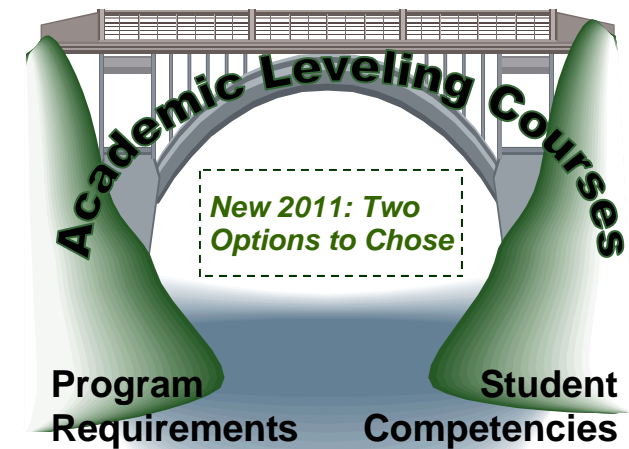 Academic Leveling Courses
New 2011: Two
Options to Chose
Program
Requirements
Student
Competencies